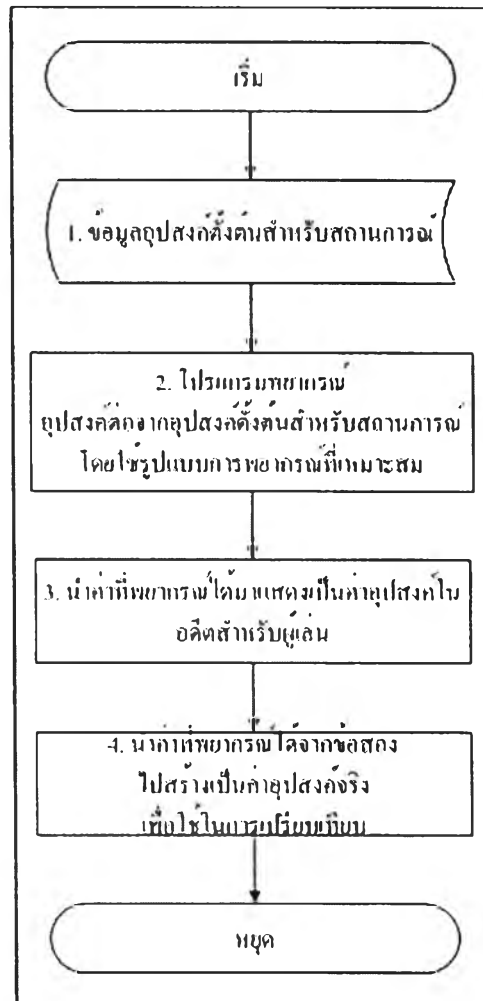 เริ่ม
1. ข้อมูลอุปสงค์ตั้งต้นสำหรับสถานการณ์
2. โปรแกรมพยากรณ์
อุปสงค์ต่อจากอุปสงค์ตั้งต้นสำหรับสถานการณ์
โดยใช้รูปแบบการพยากรณ์ที่เหมาะสม
3. นำค่าที่พยากรณ์ได้มาแสดงเป็นค่าอุปสงค์ใน
อดีตสำหรับผู้เล่น
4. นำค่าที่พยากรณ์ได้จากข้อสอง
ไปสร้างเป็นค่าอุปสงค์จริง
เพื่อใช้ในการเปรียบเทียบ
หยุด